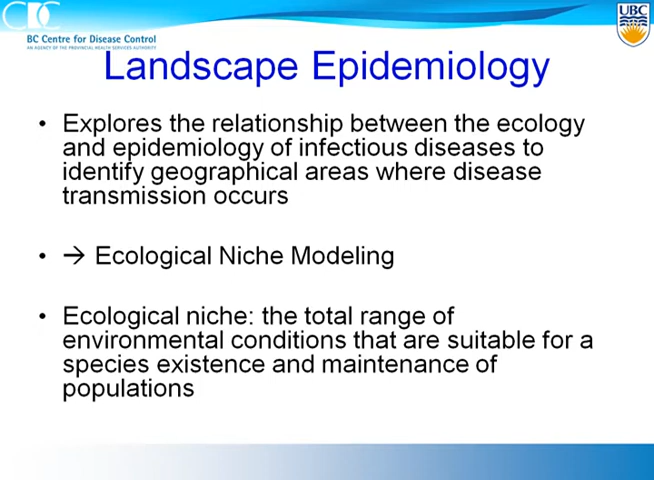 CDC
UBC
BC Centre for Disease Control
AN AGENCY OF THE PROVINCIAL HEALTH SERVICES AUTHORITY
Landscape Epidemiology
• Explores the relationship between the ecology
and epidemiology of infectious diseases to
identify geographical areas where disease
transmission occurs
• → Ecological Niche Modeling
• Ecological niche: the total range of
environmental conditions that are suitable for a
species existence and maintenance of
populations